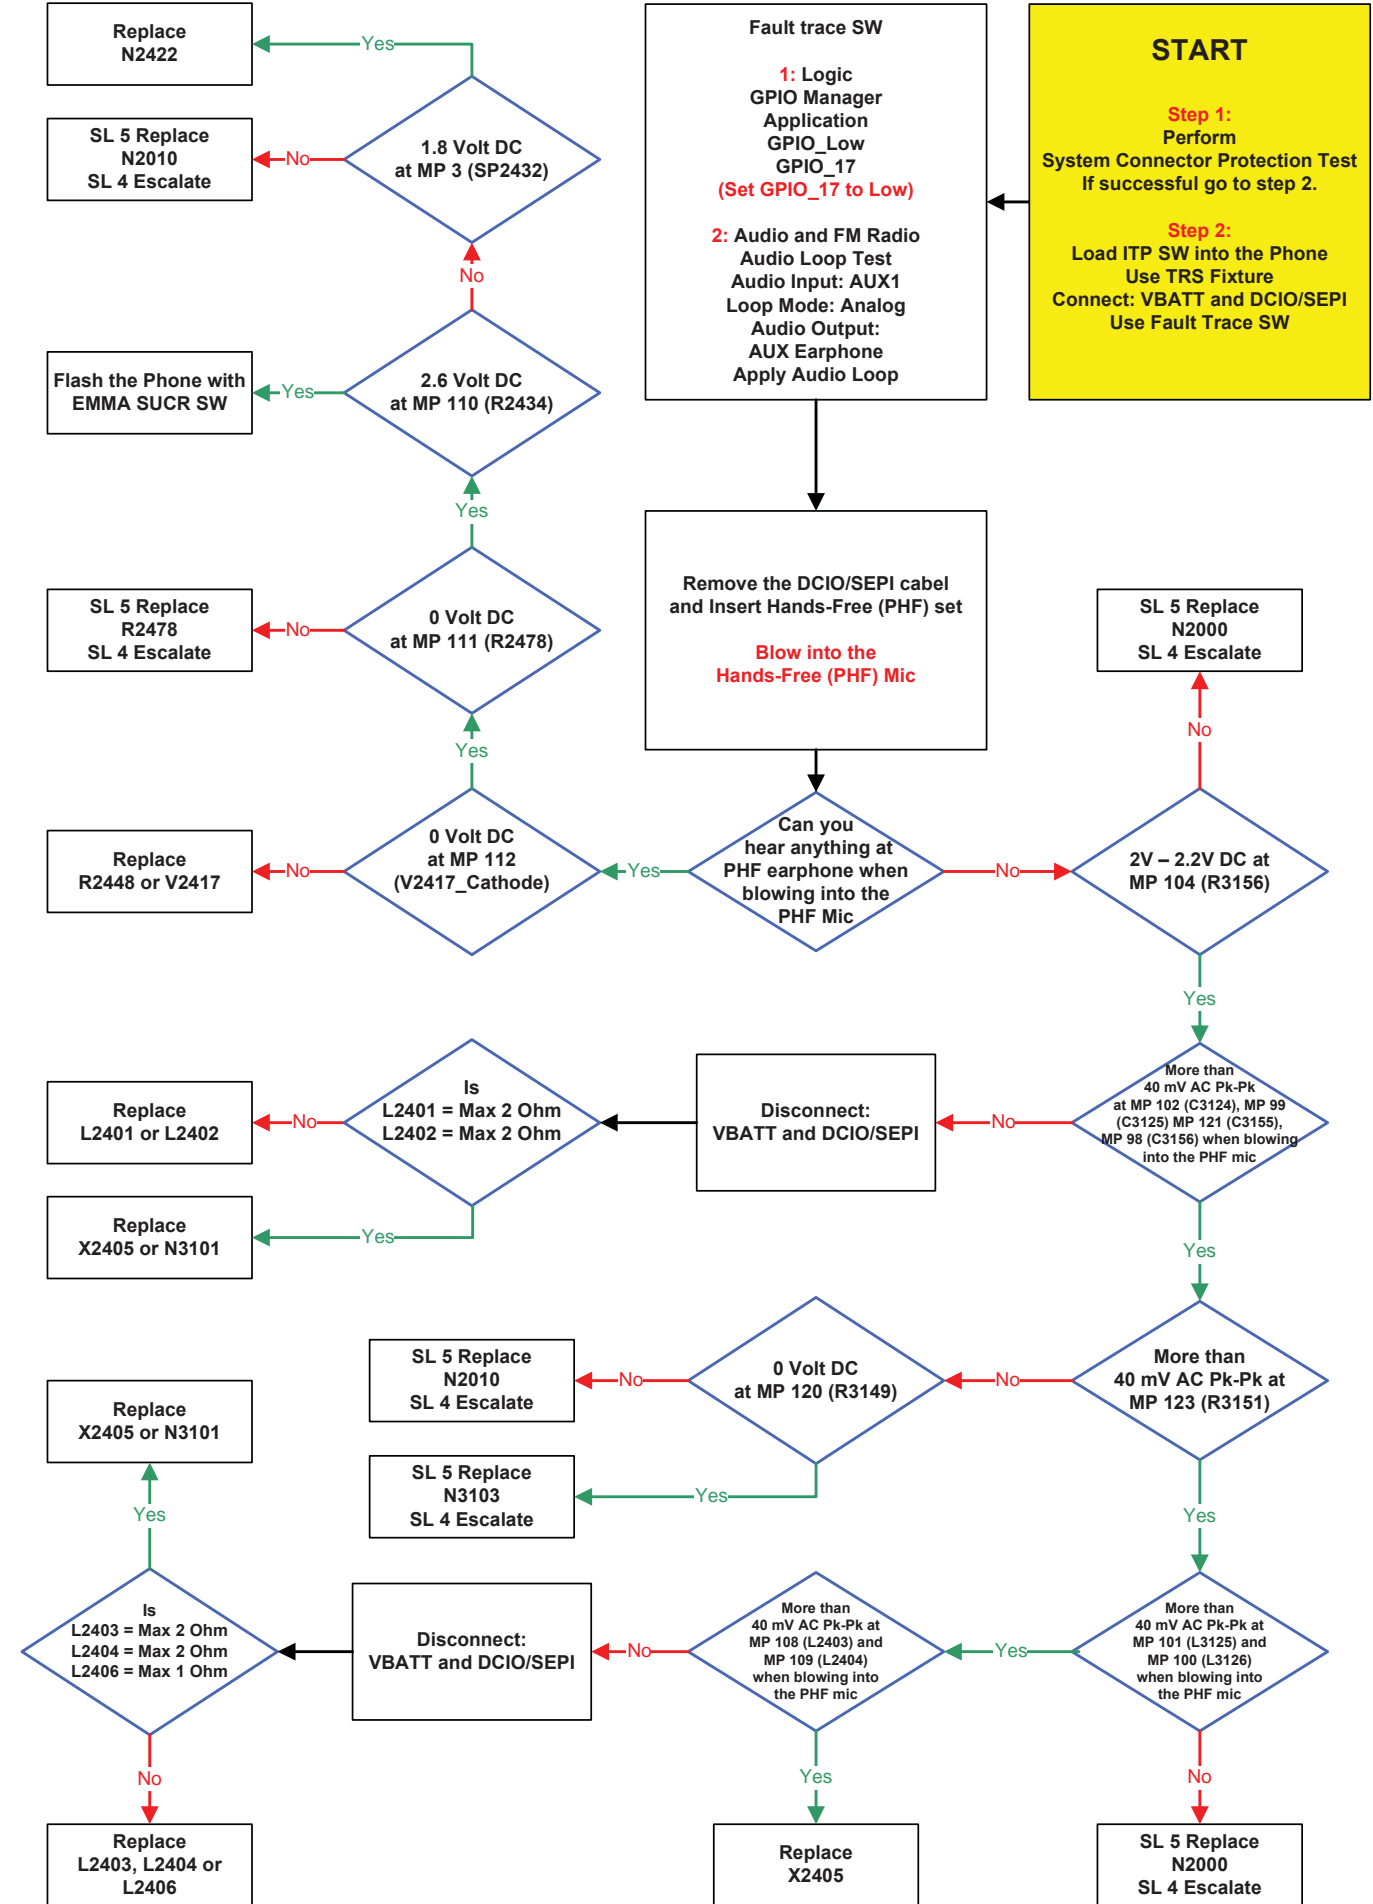 START
Step 1:
Perform
System Connector Protection Test
If successful go to step 2.
Step 2:
Load ITP SW into the Phone
Use TRS Fixture
Connect: VBATT and DCIO/SEPI
Use Fault Trace SW
Fault trace SW
1: Logic
GPIO Manager
Application
GPIO_Low
GPIO_17
(Set GPIO_17 to Low)
2: Audio and FM Radio
Audio Loop Test
Audio Input: AUX1
Loop Mode: Analog
Audio Output:
AUX Earphone
Apply Audio Loop
Remove the DCIO/SEPI cabel
and Insert Hands-Free (PHF) set
Blow into the
Hands-Free (PHF) Mic
Can you
hear anything at
PHF earphone when
blowing into the
PHF Mic
Yes
0 Volt DC
at MP 112
(V2417_Cathode)
No
Replace
R2448 or V2417
Yes
0 Volt DC
at MP 111 (R2478)
No
SL 5 Replace
R2478
SL 4 Escalate
Yes
2.6 Volt DC
at MP 110 (R2434)
Yes
Flash the Phone with
EMMA SUCR SW
No
1.8 Volt DC
at MP 3 (SP2432)
No
SL 5 Replace
N2010
SL 4 Escalate
Yes
Replace
N2422
No
2V – 2.2V DC at
MP 104 (R3156)
No
SL 5 Replace
N2000
SL 4 Escalate
Yes
More than
40 mV AC Pk-Pk
at MP 102 (C3124), MP 99
(C3125) MP 121 (C3155),
MP 98 (C3156) when blowing
into the PHF mic
No
Disconnect:
VBATT and DCIO/SEPI
Is
L2401 = Max 2 Ohm
L2402 = Max 2 Ohm
No
Replace
L2401 or L2402
Yes
Replace
X2405 or N3101
Yes
More than
40 mV AC Pk-Pk at
MP 123 (R3151)
No
0 Volt DC
at MP 120 (R3149)
No
SL 5 Replace
N2010
SL 4 Escalate
Yes
SL 5 Replace
N3103
SL 4 Escalate
Yes
More than
40 mV AC Pk-Pk at
MP 101 (L3125) and
MP 100 (L3126)
when blowing into
the PHF mic
No
SL 5 Replace
N2000
SL 4 Escalate
Yes
More than
40 mV AC Pk-Pk at
MP 108 (L2403) and
MP 109 (L2404)
when blowing into
the PHF mic
Yes
Replace
X2405
No
Disconnect:
VBATT and DCIO/SEPI
Is
L2403 = Max 2 Ohm
L2404 = Max 2 Ohm
L2406 = Max 1 Ohm
Yes
Replace
X2405 or N3101
No
Replace
L2403, L2404 or
L2406